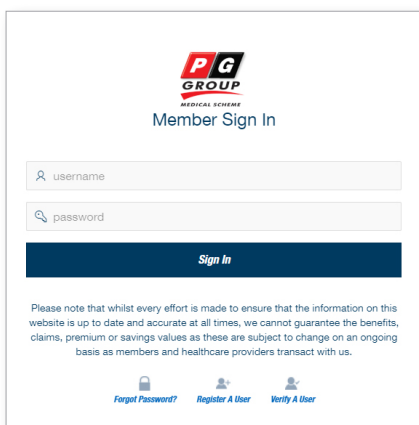 PG
GROUP
MEDICAL SCHEME
Member Sign In
username
password
Sign In
Please note that whilst every effort is made to ensure that the information on this
website is up to date and accurate at all times, we cannot guarantee the benefits,
claims, premium or savings values as these are subject to change on an ongoing
basis as members and healthcare providers transact with us.
Forgot Password? Register A User Verify A User